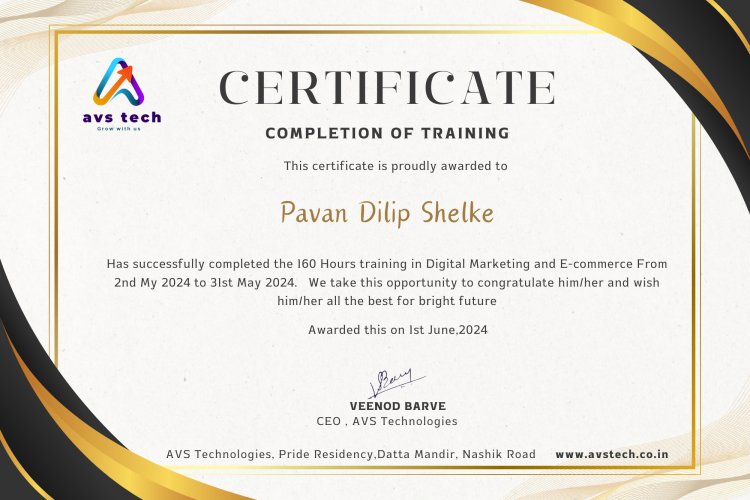 avs tech
Grow with us
CERTIFICATE
COMPLETION OF TRAINING
This certificate is proudly awarded to
Pavan Dilip Shelke
Has successfully completed the 160 Hours training in Digital Marketing and E-commerce From
2nd My 2024 to 31st May 2024. We take this opportunity to congratulate him/her and wish
him/her all the best for bright future
Awarded this on 1st June,2024
VEENOD BARVE
CEO , AVS Technologies
AVS Technologies, Pride Residency,Datta Mandir, Nashik Road www.avstech.co.in